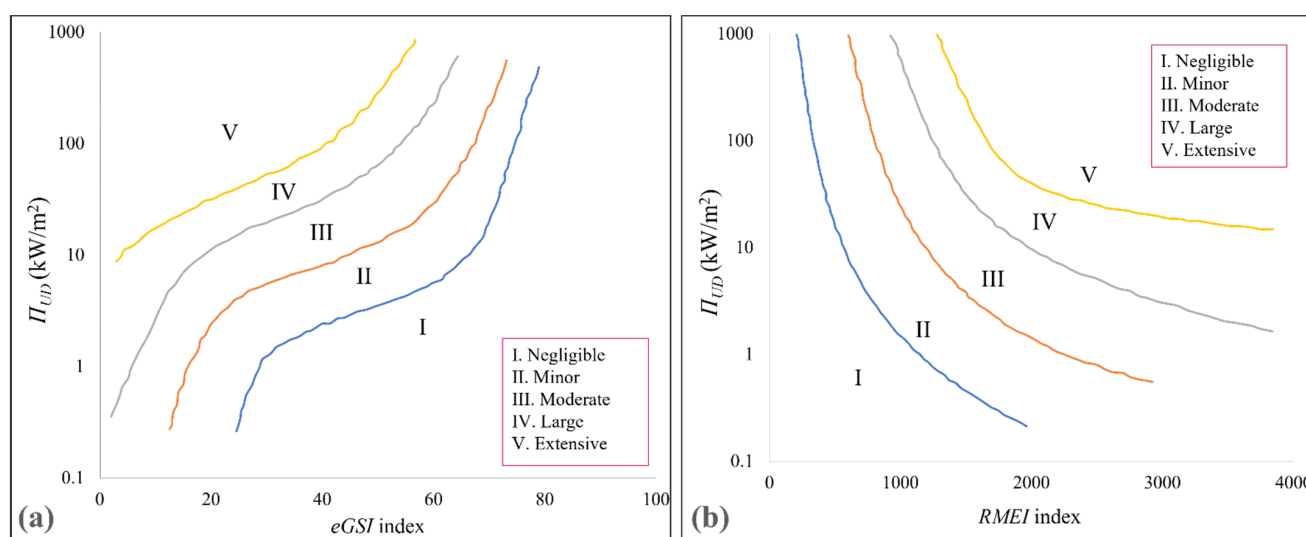 1000
100
10
1
0.1
Π_UD (kW/m²)
V
IV
III
II
I
I. Negligible
II. Minor
III. Moderate
IV. Large
V. Extensive
0 20 40 60 80 100
eGSI index
(a)
1000
100
10
1
0.1
Π_UD (kW/m²)
I. Negligible
II. Minor
III. Moderate
IV. Large
V. Extensive
V
IV
III
II
I
0 1000 2000 3000 4000
RMEI index
(b)